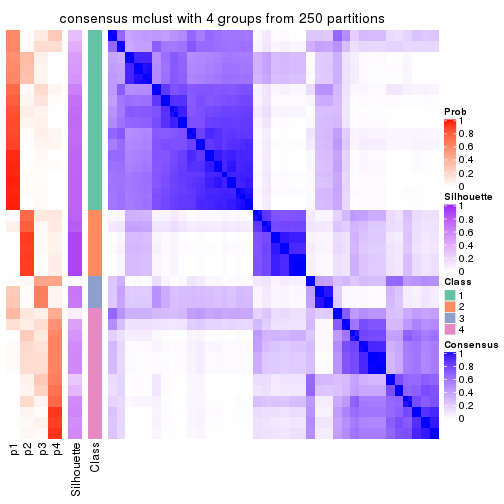 consensus mclust with 4 groups from 250 partitions
Prob
1
0.8
0.6
0.4
0.2
0
Silhouette
1
0.8
0.6
0.4
0.2
0
Class
1
2
3
4
Consensus
1
0.8
0.6
0.4
0.2
0
p1
p2
p3
p4
Silhouette
Class